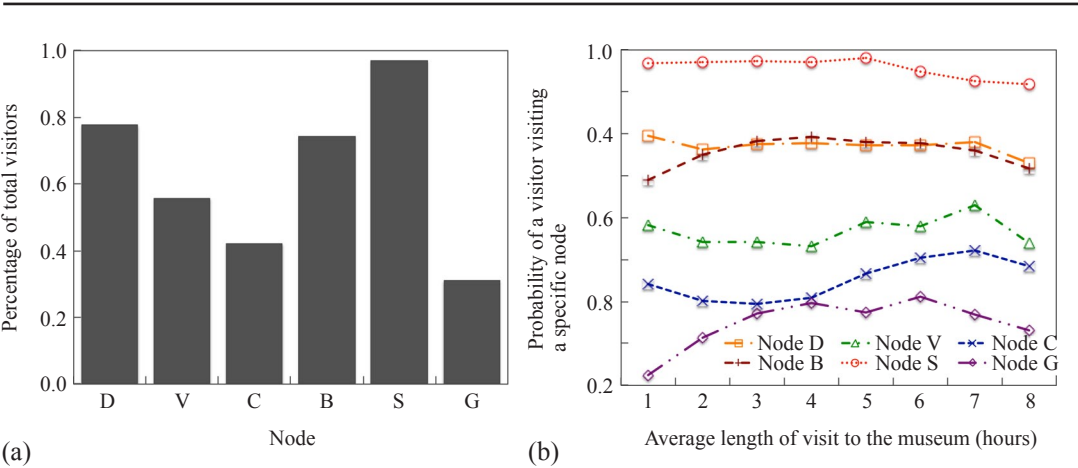 1.0
0.8
0.6
0.4
0.2
0.0
Percentage of total visitors
D V C B S G
Node
(a)
1.0
0.4
0.6
0.8
0.2
Probability of a visitor visiting
a specific node
Node D Node V Node C
Node B Node S Node G
1 2 3 4 5 6 7 8
Average length of visit to the museum (hours)
(b)